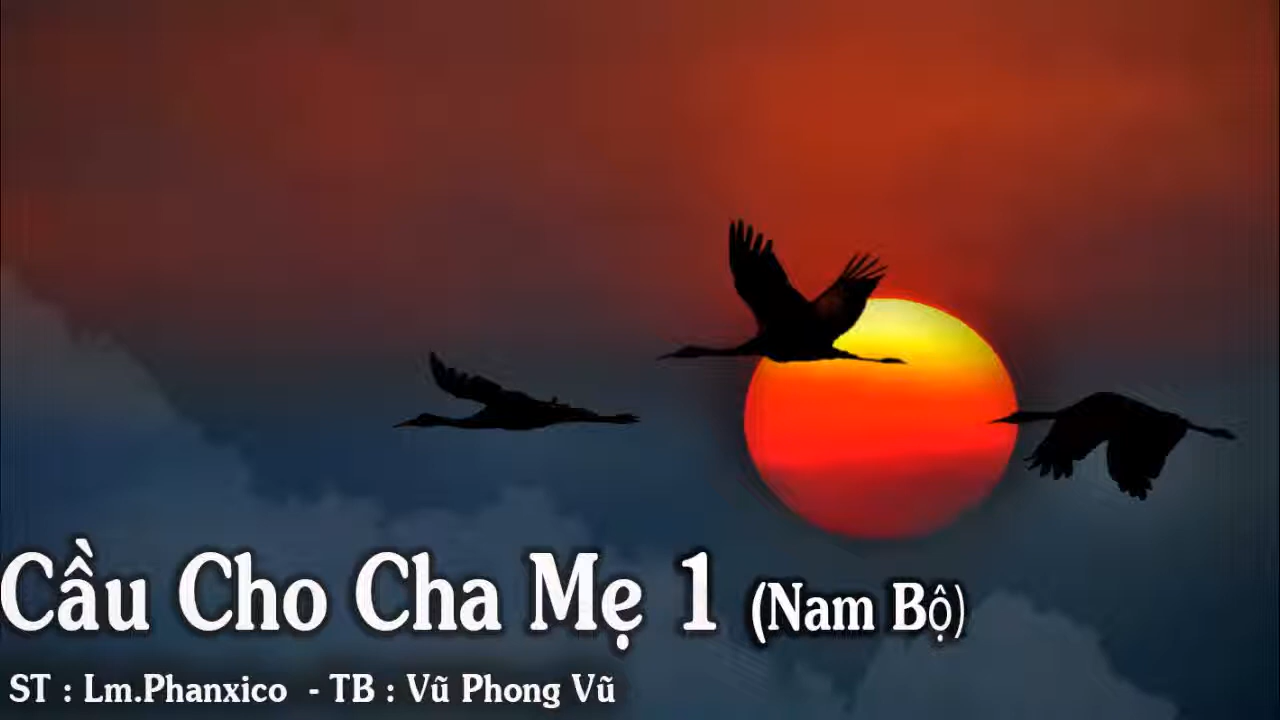 Cầu Cho Cha Mẹ 1 (Nam Bộ)
ST : Lm.Phanxico - TB : Vũ Phong Vũ